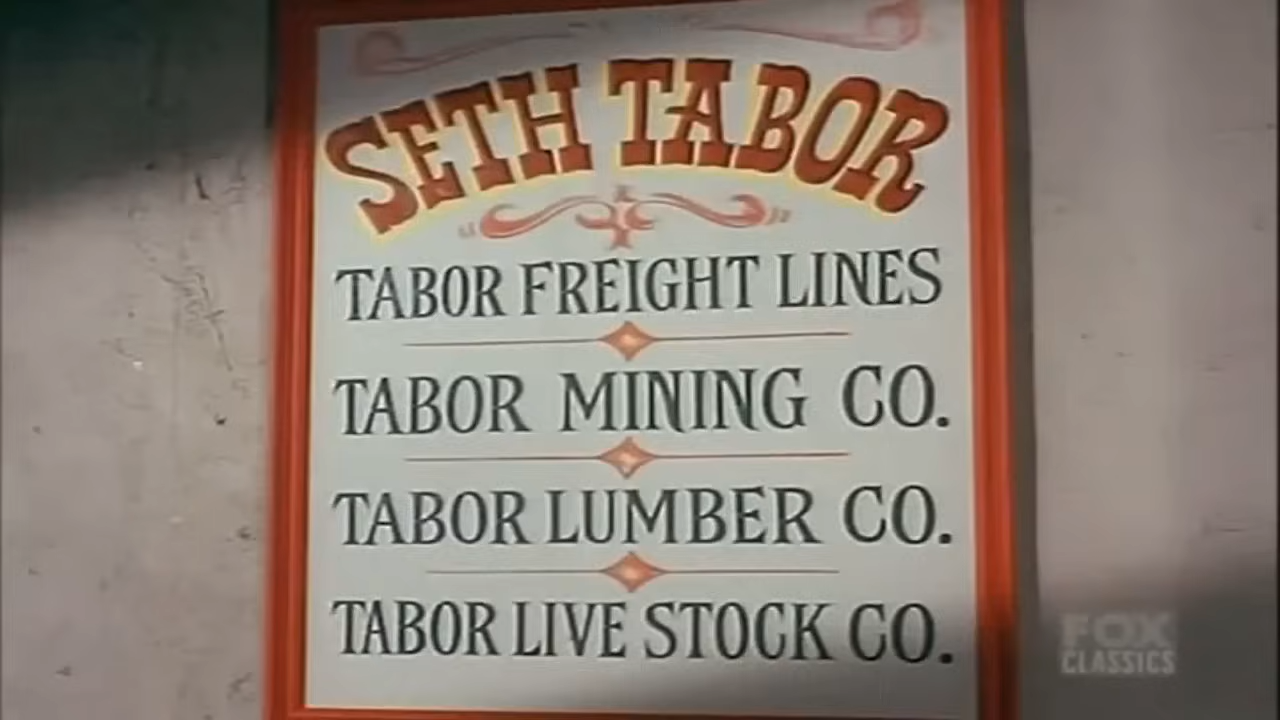 SETH TABOR
TABOR FREIGHT LINES
TABOR MINING CO.
TABOR LUMBER CO.
TABOR LIVE STOCK CO.
FOX
CLASSICS